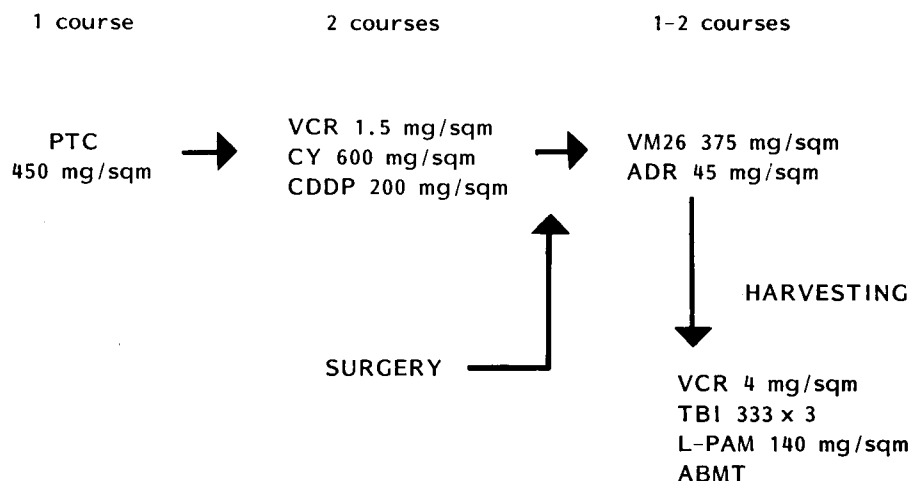 1 course
2 courses
1-2 courses
PTC
450 mg/sqm
VCR 1.5 mg/sqm
CY 600 mg/sqm
CDDP 200 mg/sqm
VM26 375 mg/sqm
ADR 45 mg/sqm
HARVESTING
SURGERY
VCR 4 mg/sqm
TBI 333 x 3
L-PAM 140 mg/sqm
ABMT